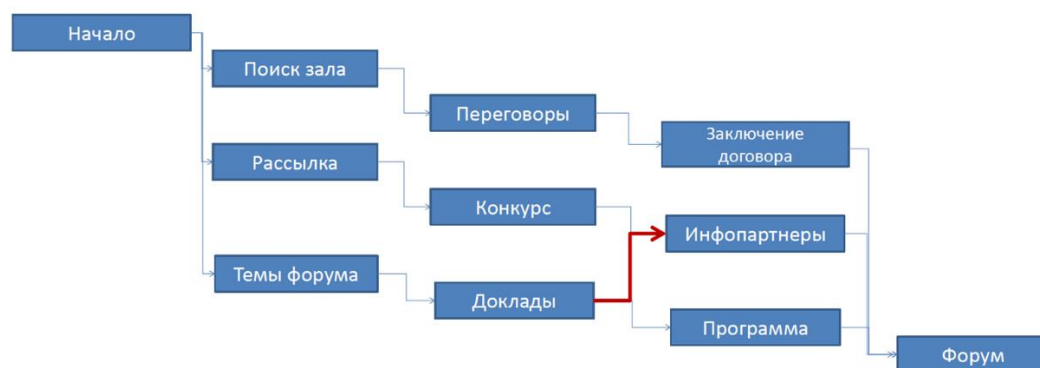 Начало
Поиск зала
Переговоры
Заключение
договора
Рассылка
Конкурс
Инфопартнеры
Темы форума
Доклады
Программа
Форум